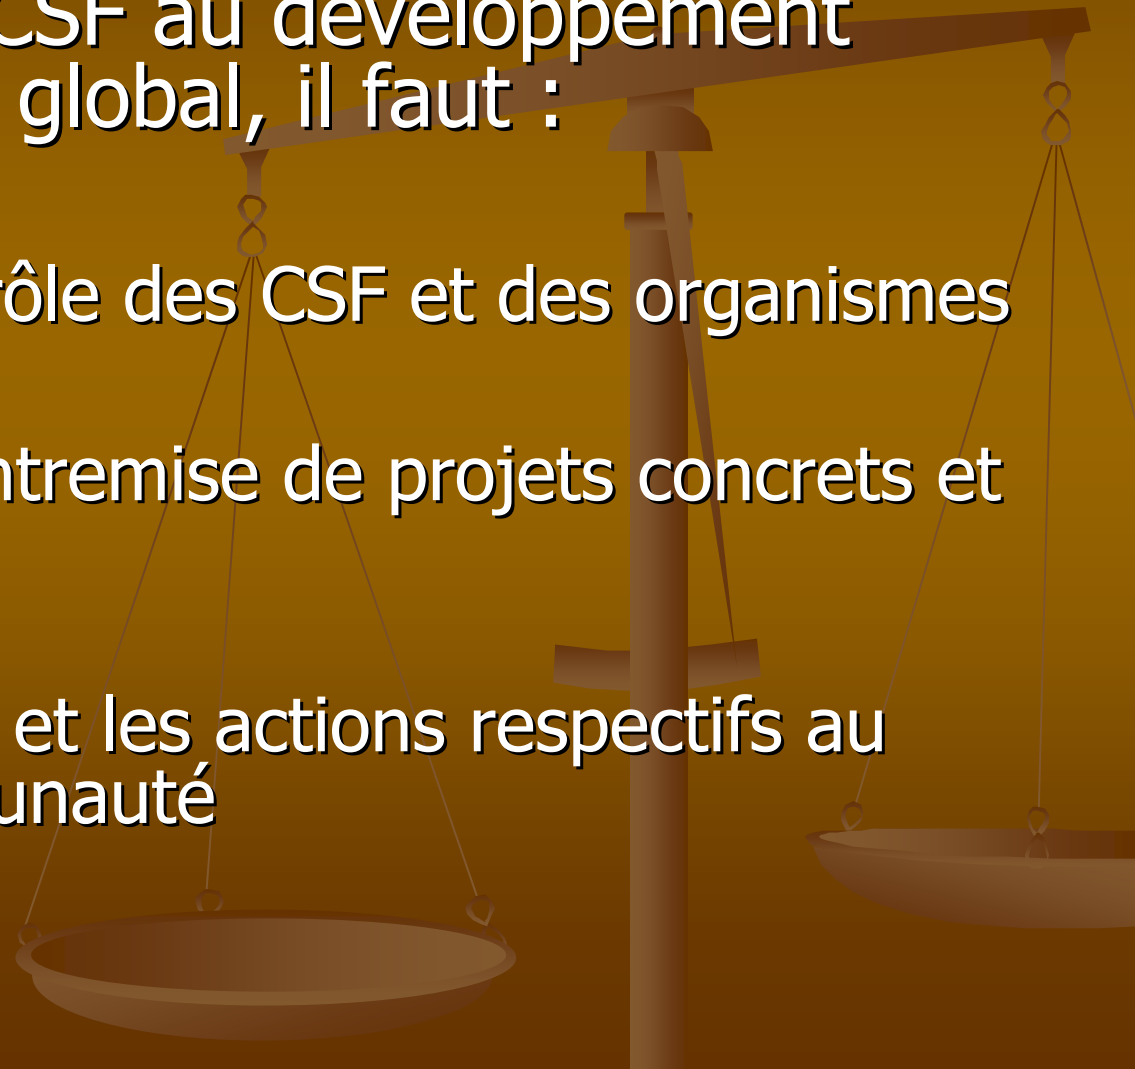 CSF au développement
global, il faut :
rôle des CSF et des organismes
ntremise de projets concrets et
et les actions respectifs au
unauté